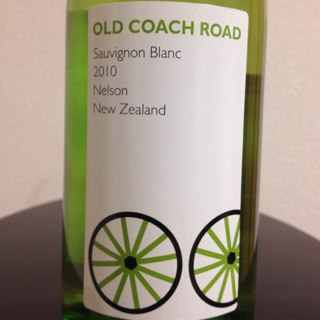 OLD COACH ROAD
Sauvignon Blanc
2010
Nelson
New Zealand